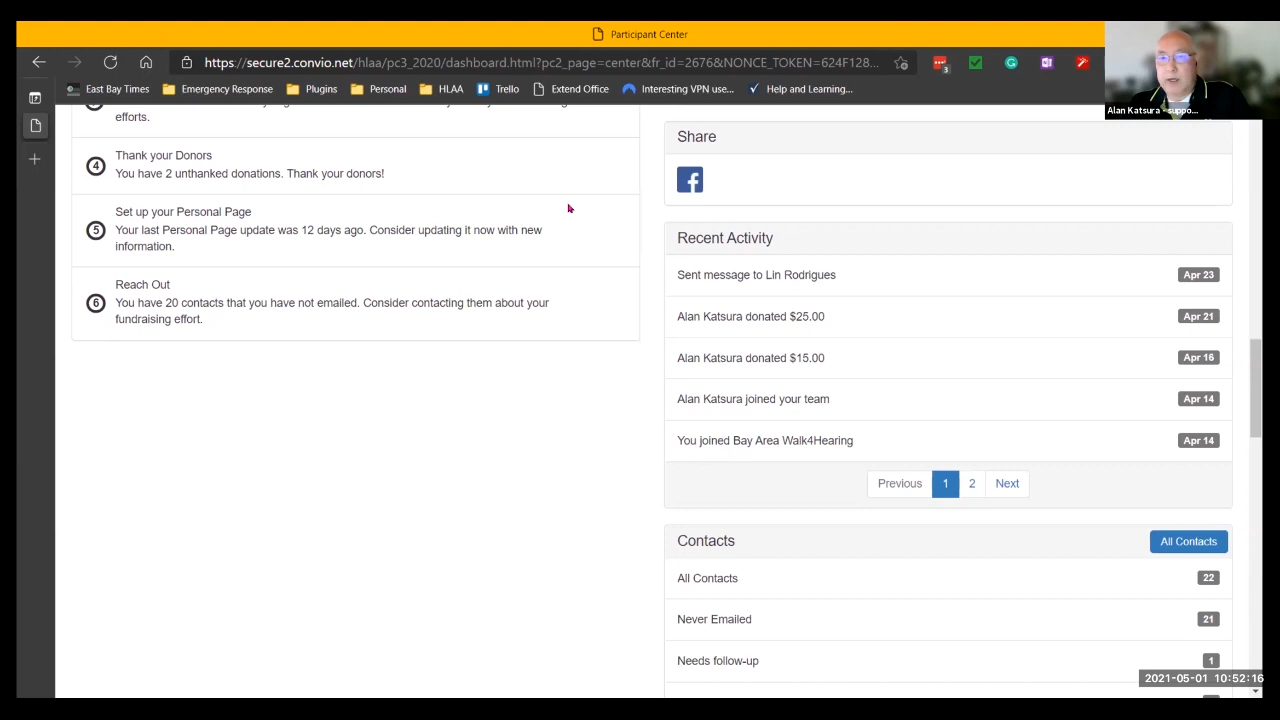 Participant Center
https://secure2.convio.net/hlaa/pc3_2020/dashboard.html?pc2_page=center&fr_id=2676&NONCE_TOKEN=624F128...
3
East Bay Times
Emergency Response
Plugins
Personal
HLAA
Trello
Extend Office
Interesting VPN use...
Help and Learning...
Alan Katsura - suppo...
efforts.
4
Thank your Donors
You have 2 unthanked donations. Thank your donors!
5
Set up your Personal Page
Your last Personal Page update was 12 days ago. Consider updating it now with new
information.
6
Reach Out
You have 20 contacts that you have not emailed. Consider contacting them about your
fundraising effort.
Share
Recent Activity
Sent message to Lin Rodrigues Apr 23
Alan Katsura donated $25.00 Apr 21
Alan Katsura donated $15.00 Apr 16
Alan Katsura joined your team Apr 14
You joined Bay Area Walk4Hearing Apr 14
Previous 1 2 Next
Contacts All Contacts
All Contacts 22
Never Emailed 21
Needs follow-up 1
2021-05-01 10:52:16